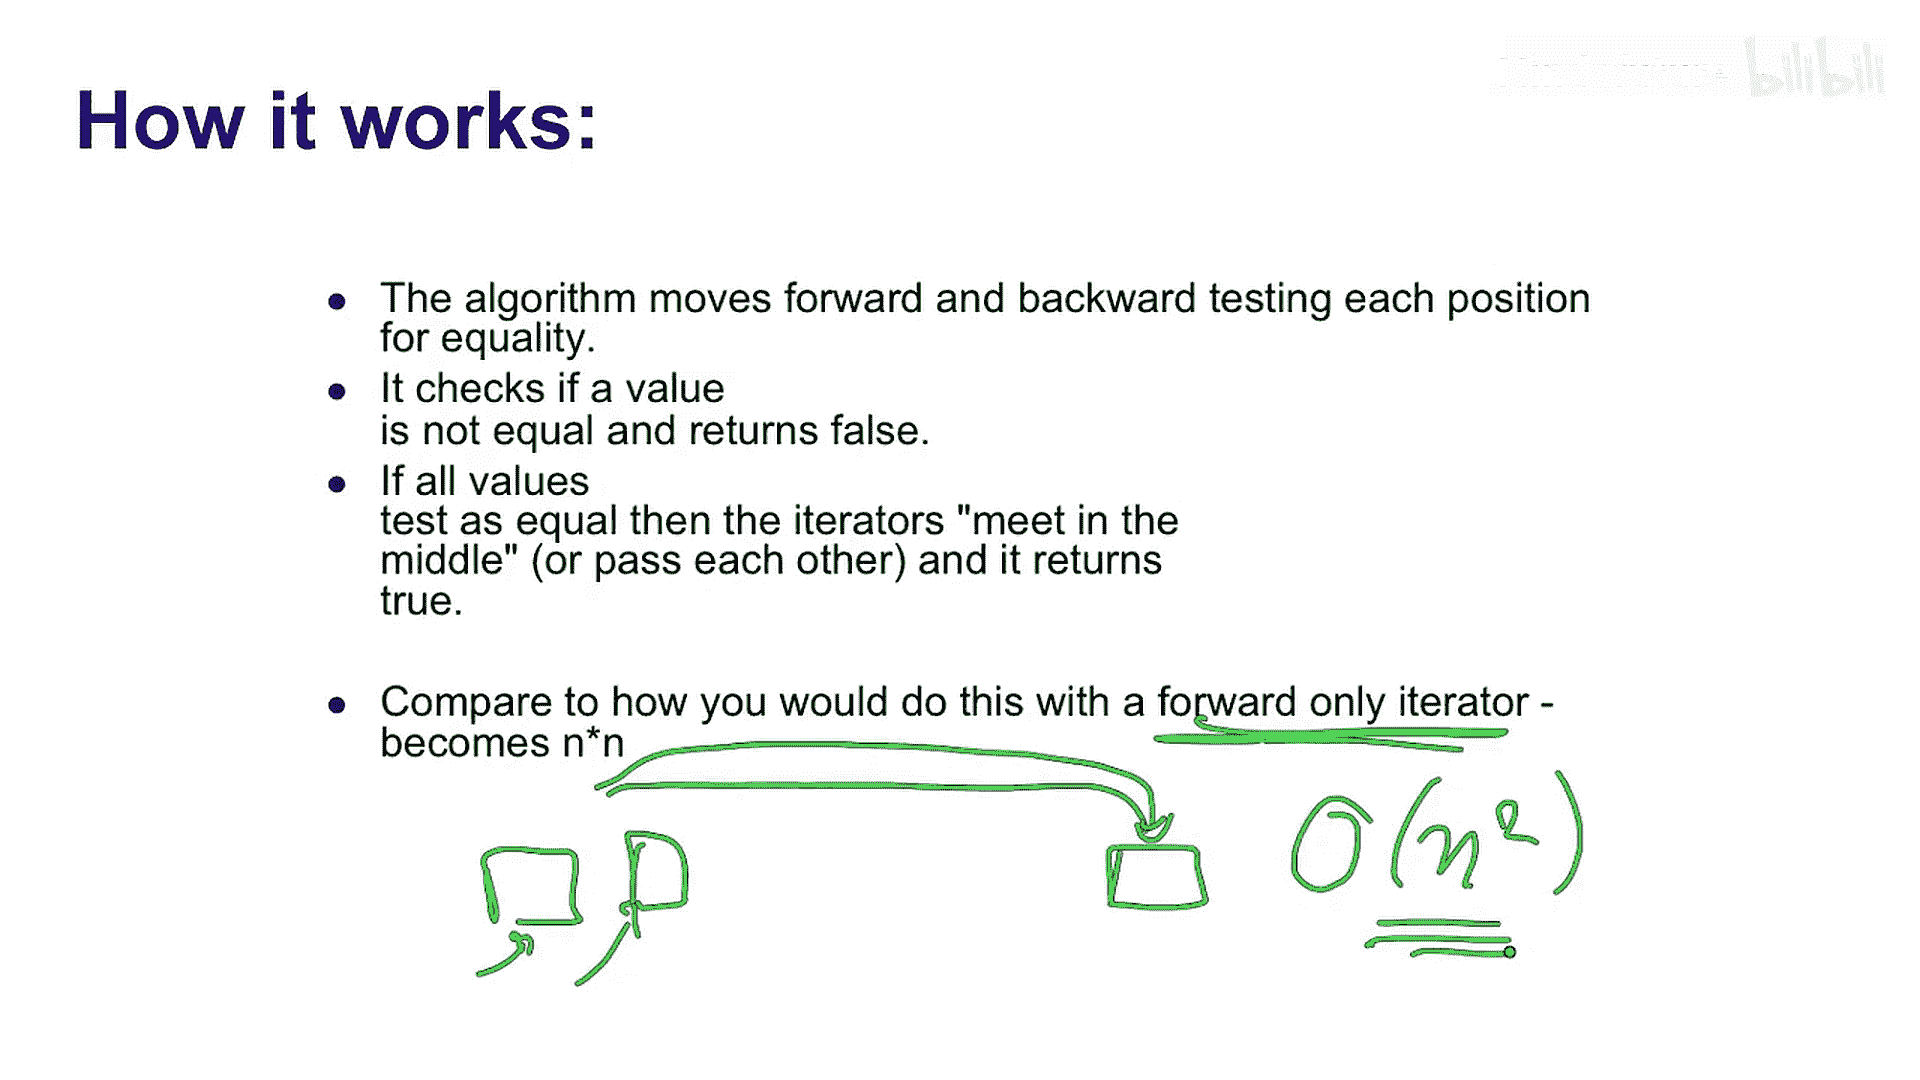 bilibili
How it works:
● The algorithm moves forward and backward testing each position
for equality.
● It checks if a value
is not equal and returns false.
● If all values
test as equal then the iterators "meet in the
middle" (or pass each other) and it returns
true.
● Compare to how you would do this with a forward only iterator -
becomes n*n
O(n²)